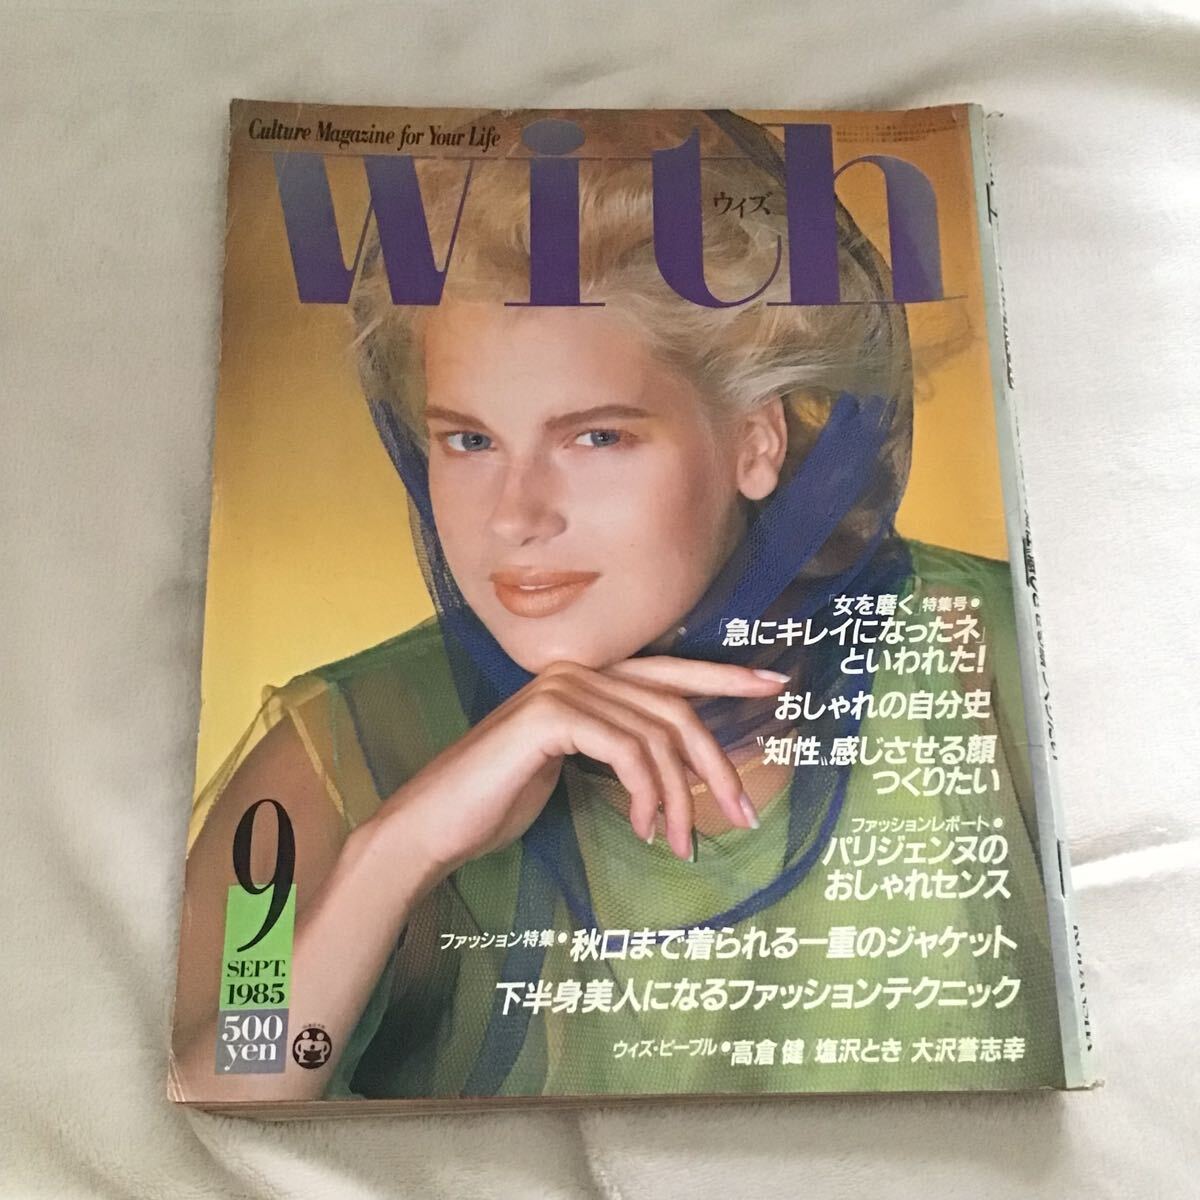 Culture Magazine for Your Life
with
ウィズ
「女を磨く」特集号●
「急にキレイになったネ」
といわれた!
おしゃれの自分史
〝知性〟感じさせる顔
つくりたい
ファッションレポート●
パリジェンヌの
おしゃれセンス
ファッション特集●秋口まで着られる一重のジャケット
下半身美人になるファッションテクニック
ウィズ・ピープル●高倉 健/塩沢とき/大沢誉志幸
9
SEPT.
1985
500
yen